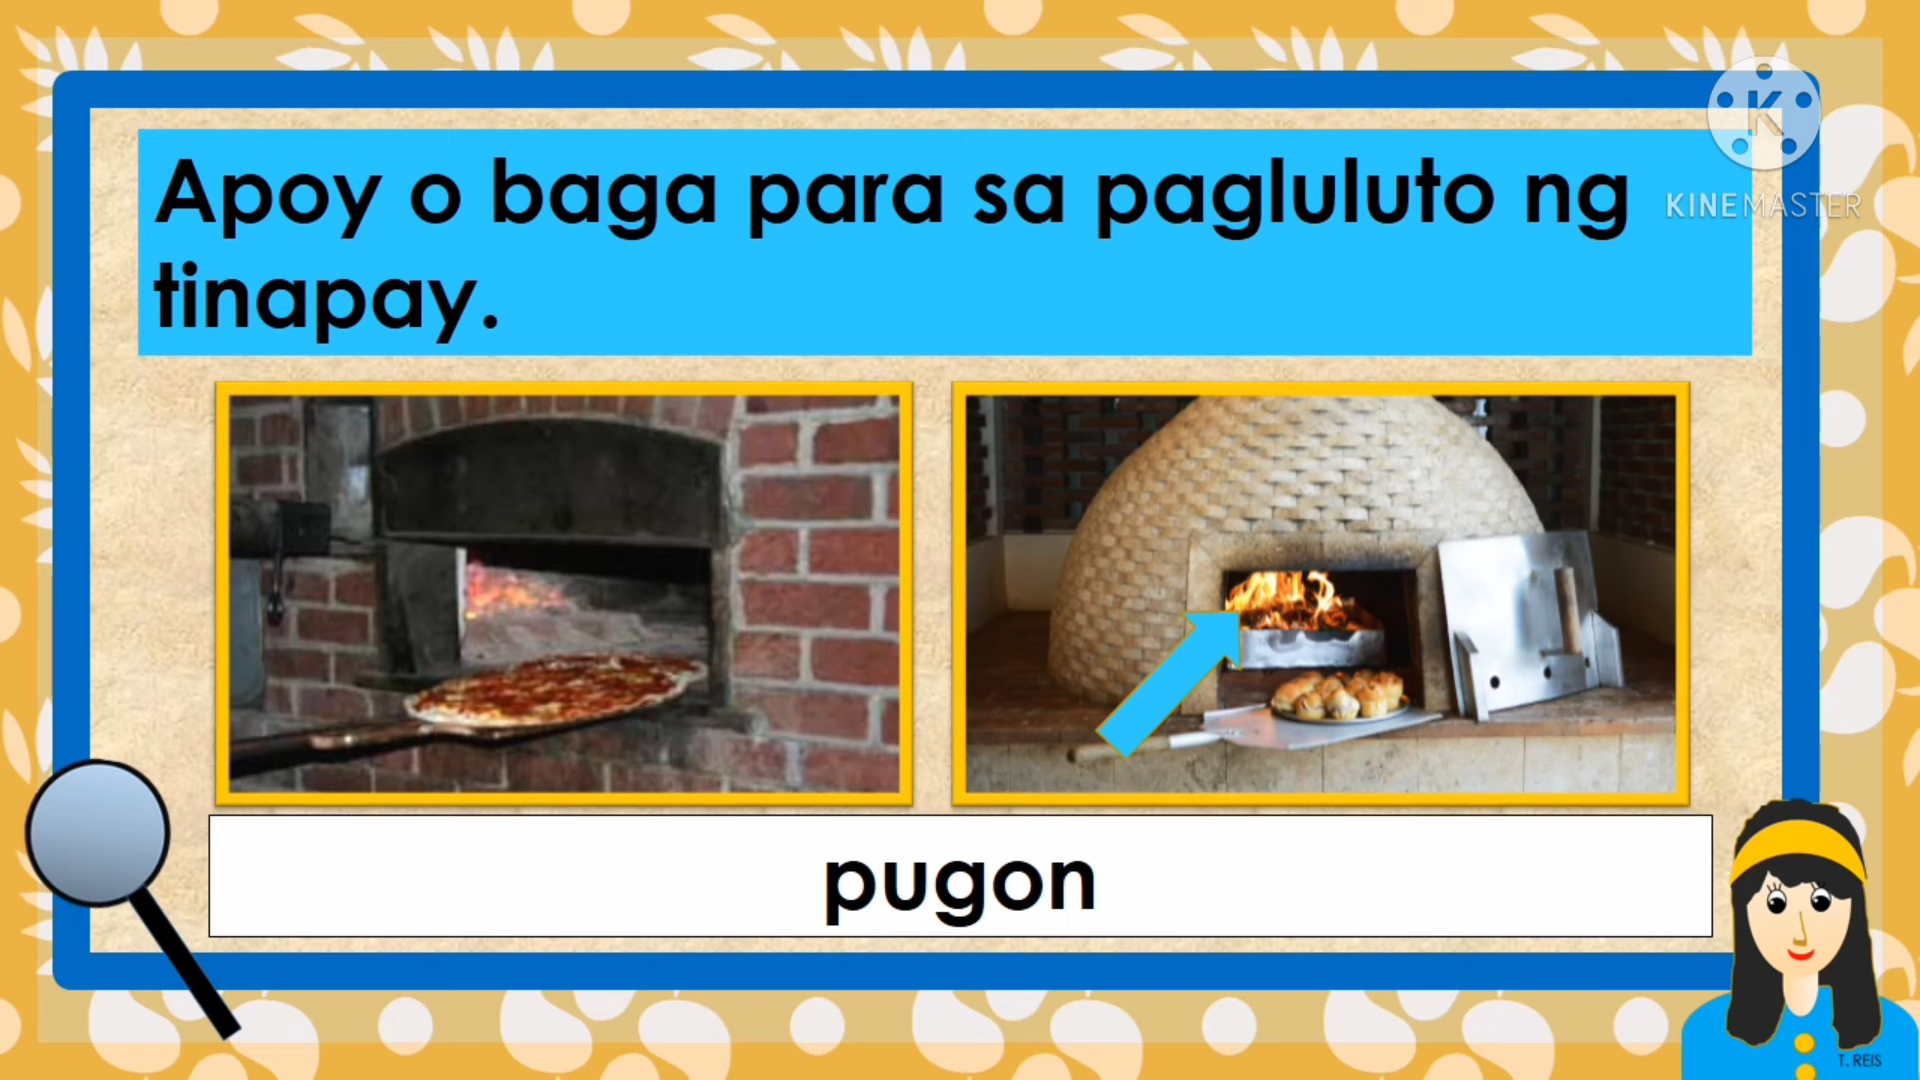 Apoy o baga para sa pagluluto ng
tinapay.
K
KINEMASTER
pugon
T. REIS